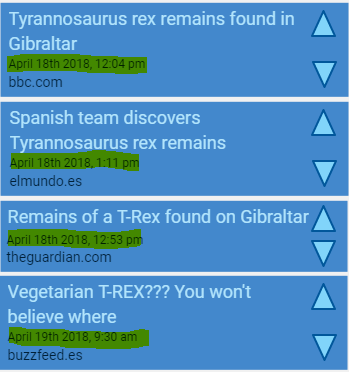 Tyrannosaurus rex remains found in
Gibraltar
April 18th 2018, 12:04 pm
bbc.com
Spanish team discovers
Tyrannosaurus rex remains
April 18th 2018, 1:11 pm
elmundo.es
Remains of a T-Rex found on Gibraltar
April 18th 2018, 12:53 pm
theguardian.com
Vegetarian T-REX??? You won't
believe where
April 19th 2018, 9:30 am
buzzfeed.es